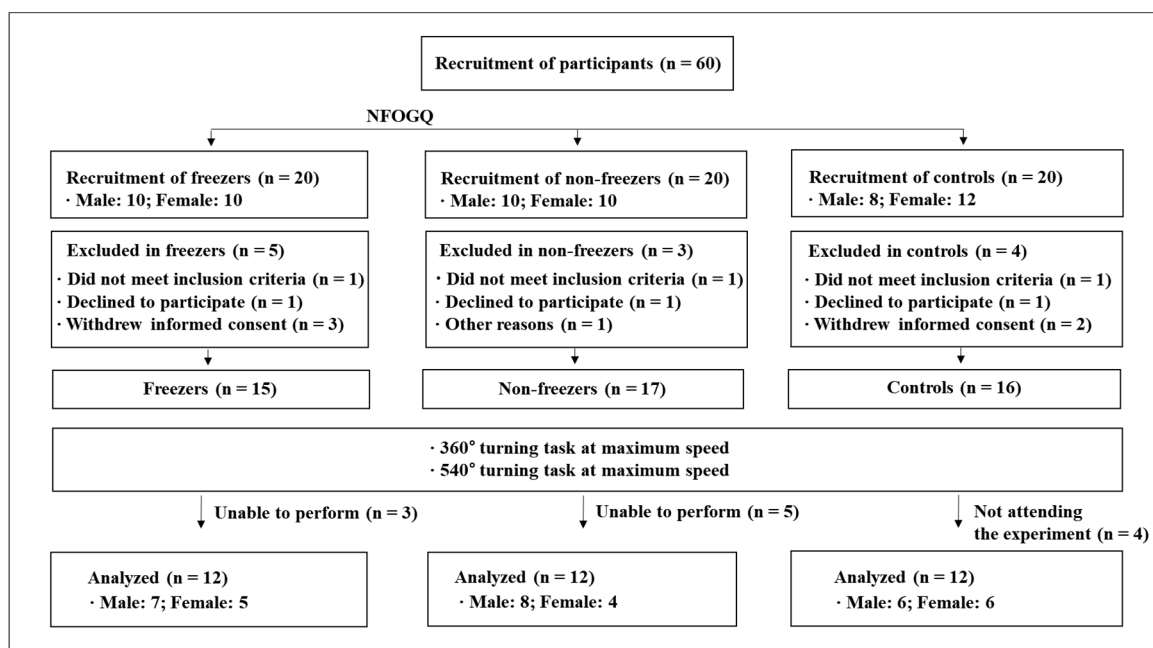 Recruitment of participants (n = 60)
NFOGQ
Recruitment of freezers (n = 20)
· Male: 10; Female: 10
Recruitment of non-freezers (n = 20)
· Male: 10; Female: 10
Recruitment of controls (n = 20)
· Male: 8; Female: 12
Excluded in freezers (n = 5)
· Did not meet inclusion criteria (n = 1)
· Declined to participate (n = 1)
· Withdrew informed consent (n = 3)
Excluded in non-freezers (n = 3)
· Did not meet inclusion criteria (n = 1)
· Declined to participate (n = 1)
· Other reasons (n = 1)
Excluded in controls (n = 4)
· Did not meet inclusion criteria (n = 1)
· Declined to participate (n = 1)
· Withdrew informed consent (n = 2)
Freezers (n = 15)
Non-freezers (n = 17)
Controls (n = 16)
· 360° turning task at maximum speed
· 540° turning task at maximum speed
Unable to perform (n = 3)
Unable to perform (n = 5)
Not attending
the experiment (n = 4)
Analyzed (n = 12)
· Male: 7; Female: 5
Analyzed (n = 12)
· Male: 8; Female: 4
Analyzed (n = 12)
· Male: 6; Female: 6